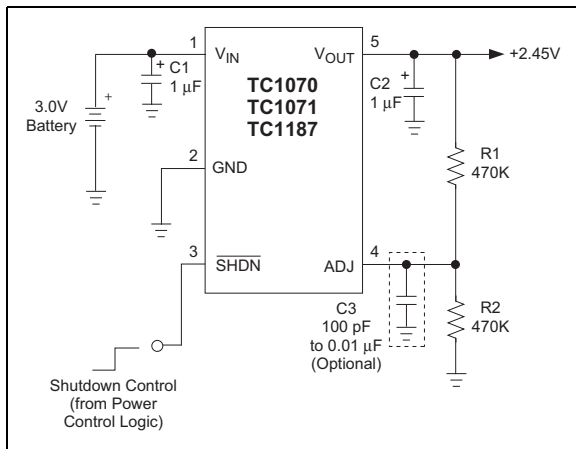 1
VIN
+
C1
1 µF
3.0V
Battery
+
TC1070
TC1071
TC1187
VOUT
5
+2.45V
+
C2
1 µF
R1
470K
2
GND
3
SHDN
ADJ
4
C3
100 pF
to 0.01 µF
(Optional)
R2
470K
Shutdown Control
(from Power
Control Logic)